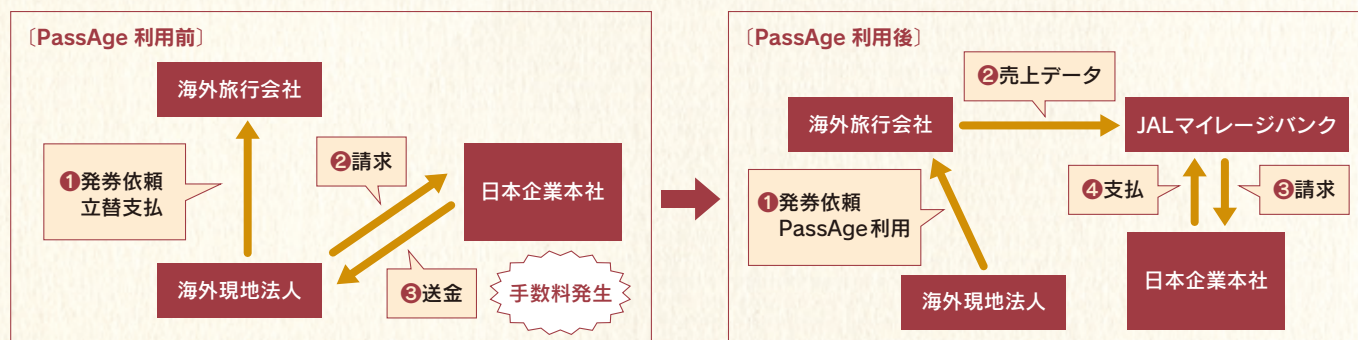 〔PassAge 利用前〕
海外旅行会社
❶発券依頼
立替支払
❷請求
日本企業本社
海外現地法人
❸送金
手数料発生
〔PassAge 利用後〕
❷売上データ
海外旅行会社
JALマイレージバンク
❶発券依頼
PassAge利用
❹支払
❸請求
海外現地法人
日本企業本社